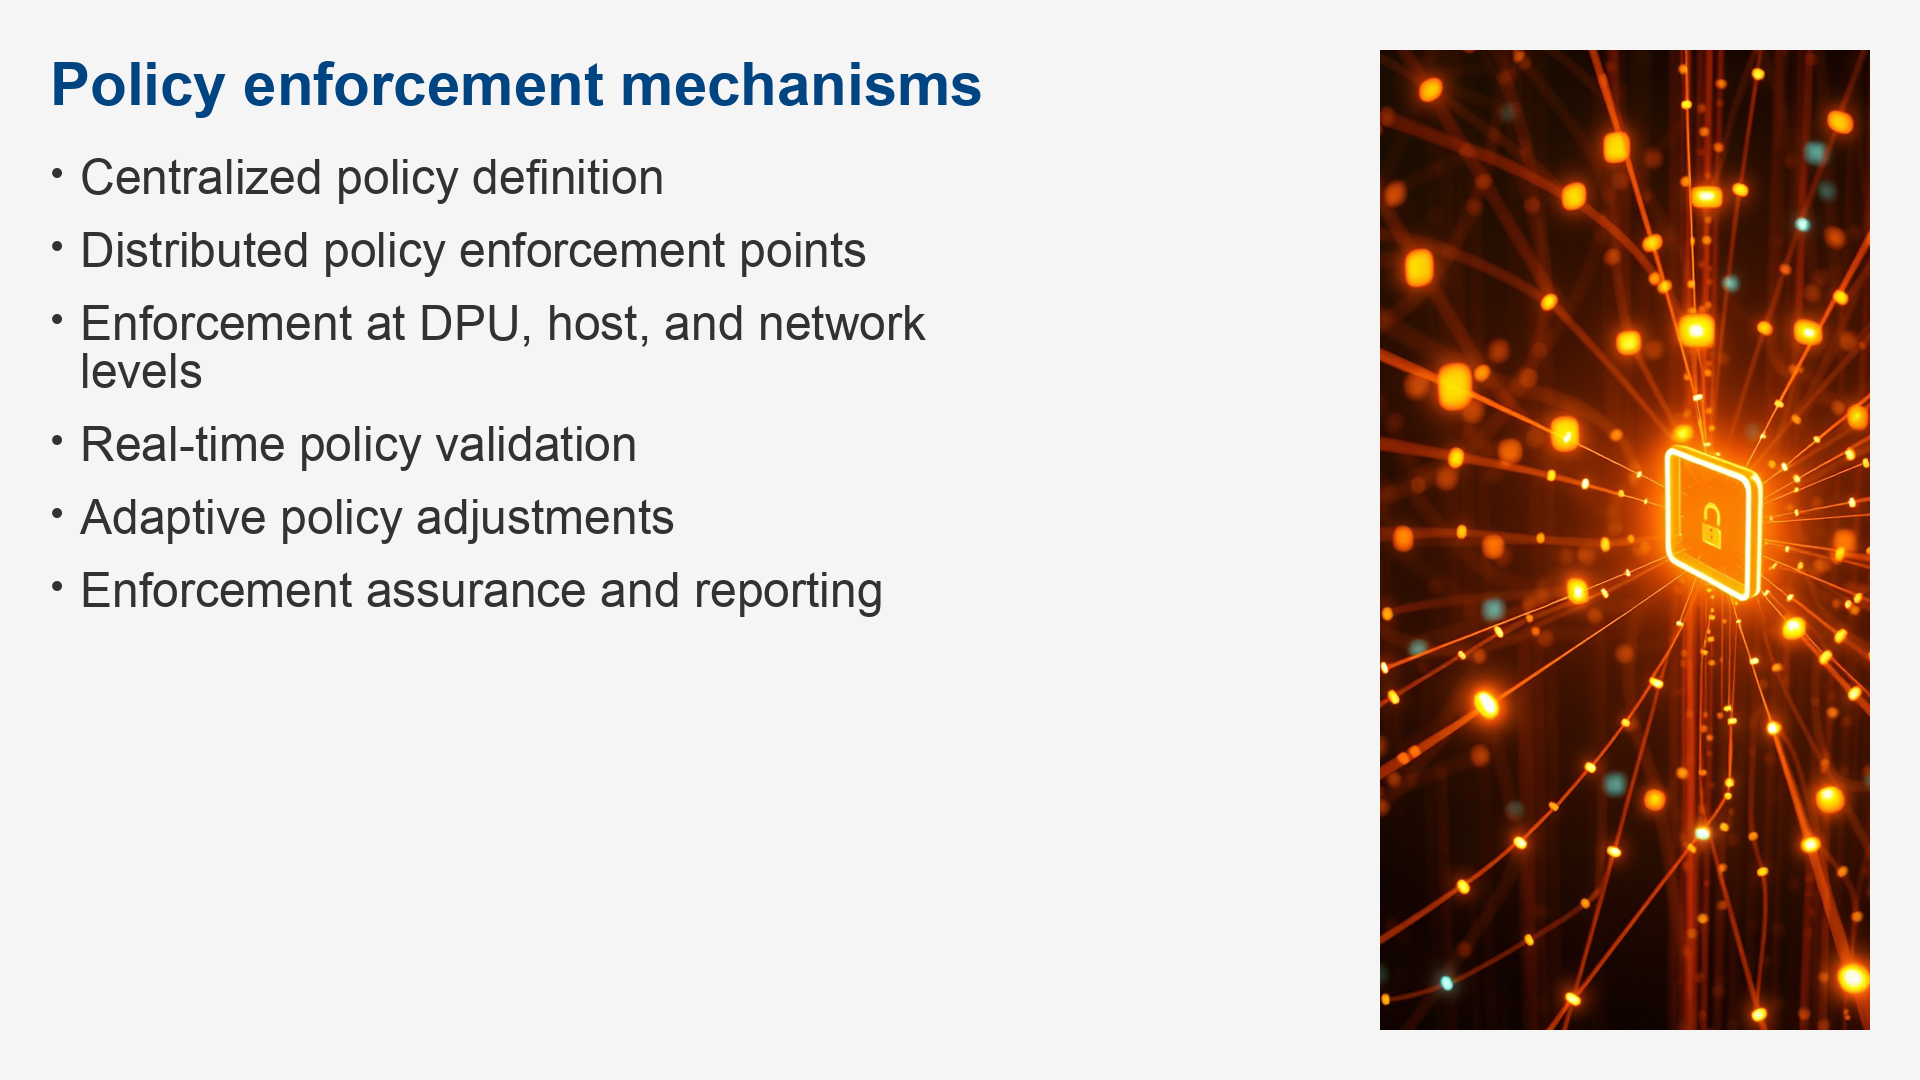 Policy enforcement mechanisms
• Centralized policy definition
• Distributed policy enforcement points
• Enforcement at DPU, host, and network
levels
• Real-time policy validation
• Adaptive policy adjustments
• Enforcement assurance and reporting